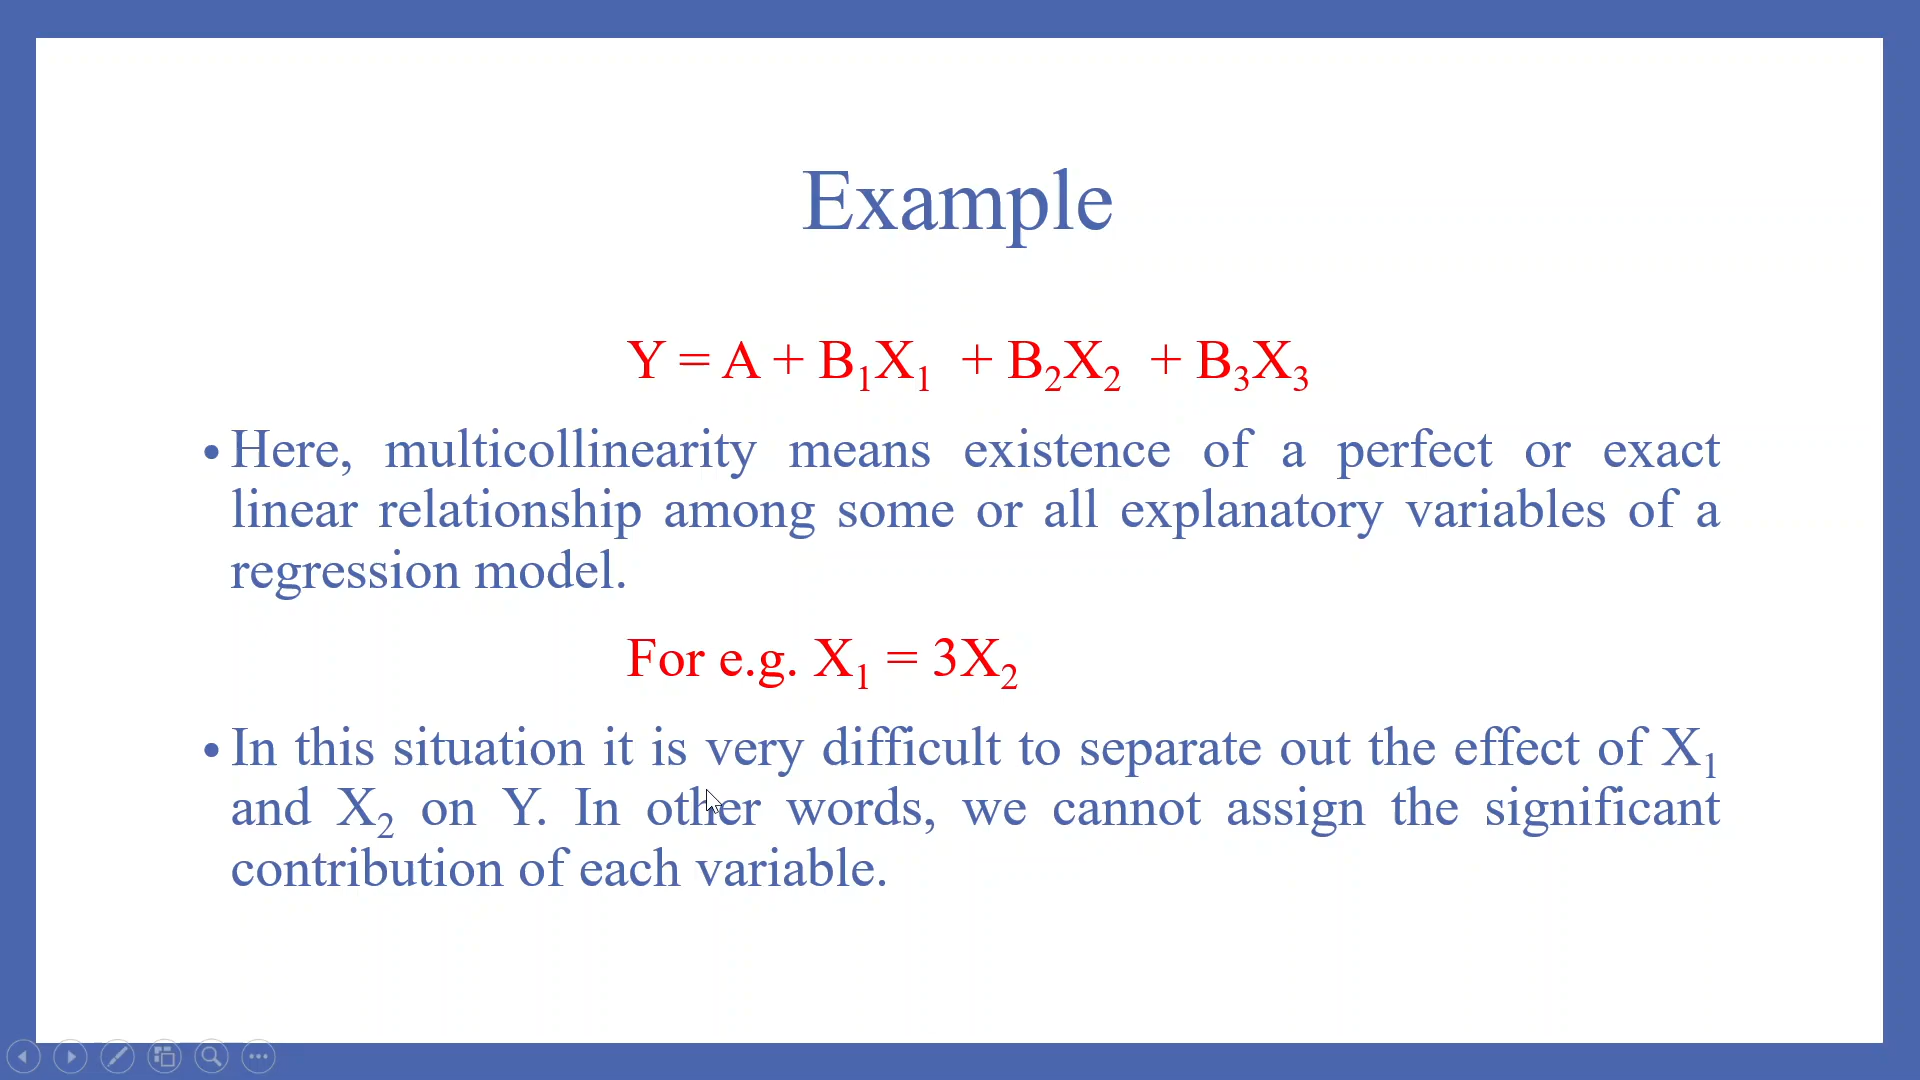 Example
Y = A + B₁X₁ + B₂X₂ + B₃X₃
• Here, multicollinearity means existence of a perfect or exact
linear relationship among some or all explanatory variables of a
regression model.
For e.g. X₁ = 3X₂
• In this situation it is very difficult to separate out the effect of X₁
and X₂ on Y. In other words, we cannot assign the significant
contribution of each variable.